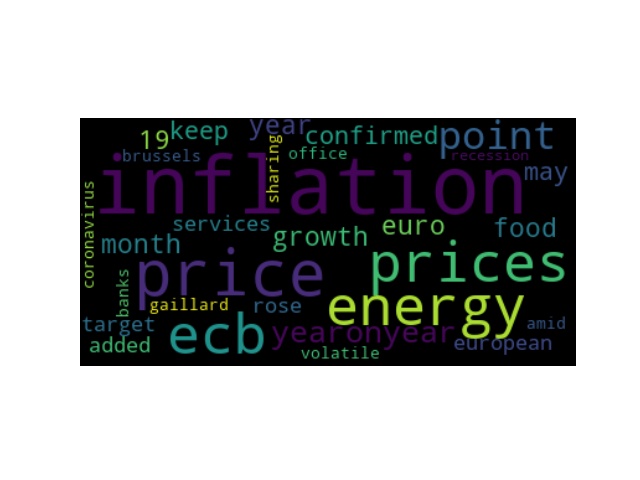 19 keep year confirmed point
brussels sharing office recession
inflation may
coronavirus services euro food
month growth
price prices
banks gaillard rose energy
target ecb yearonyear amid
added volatile european